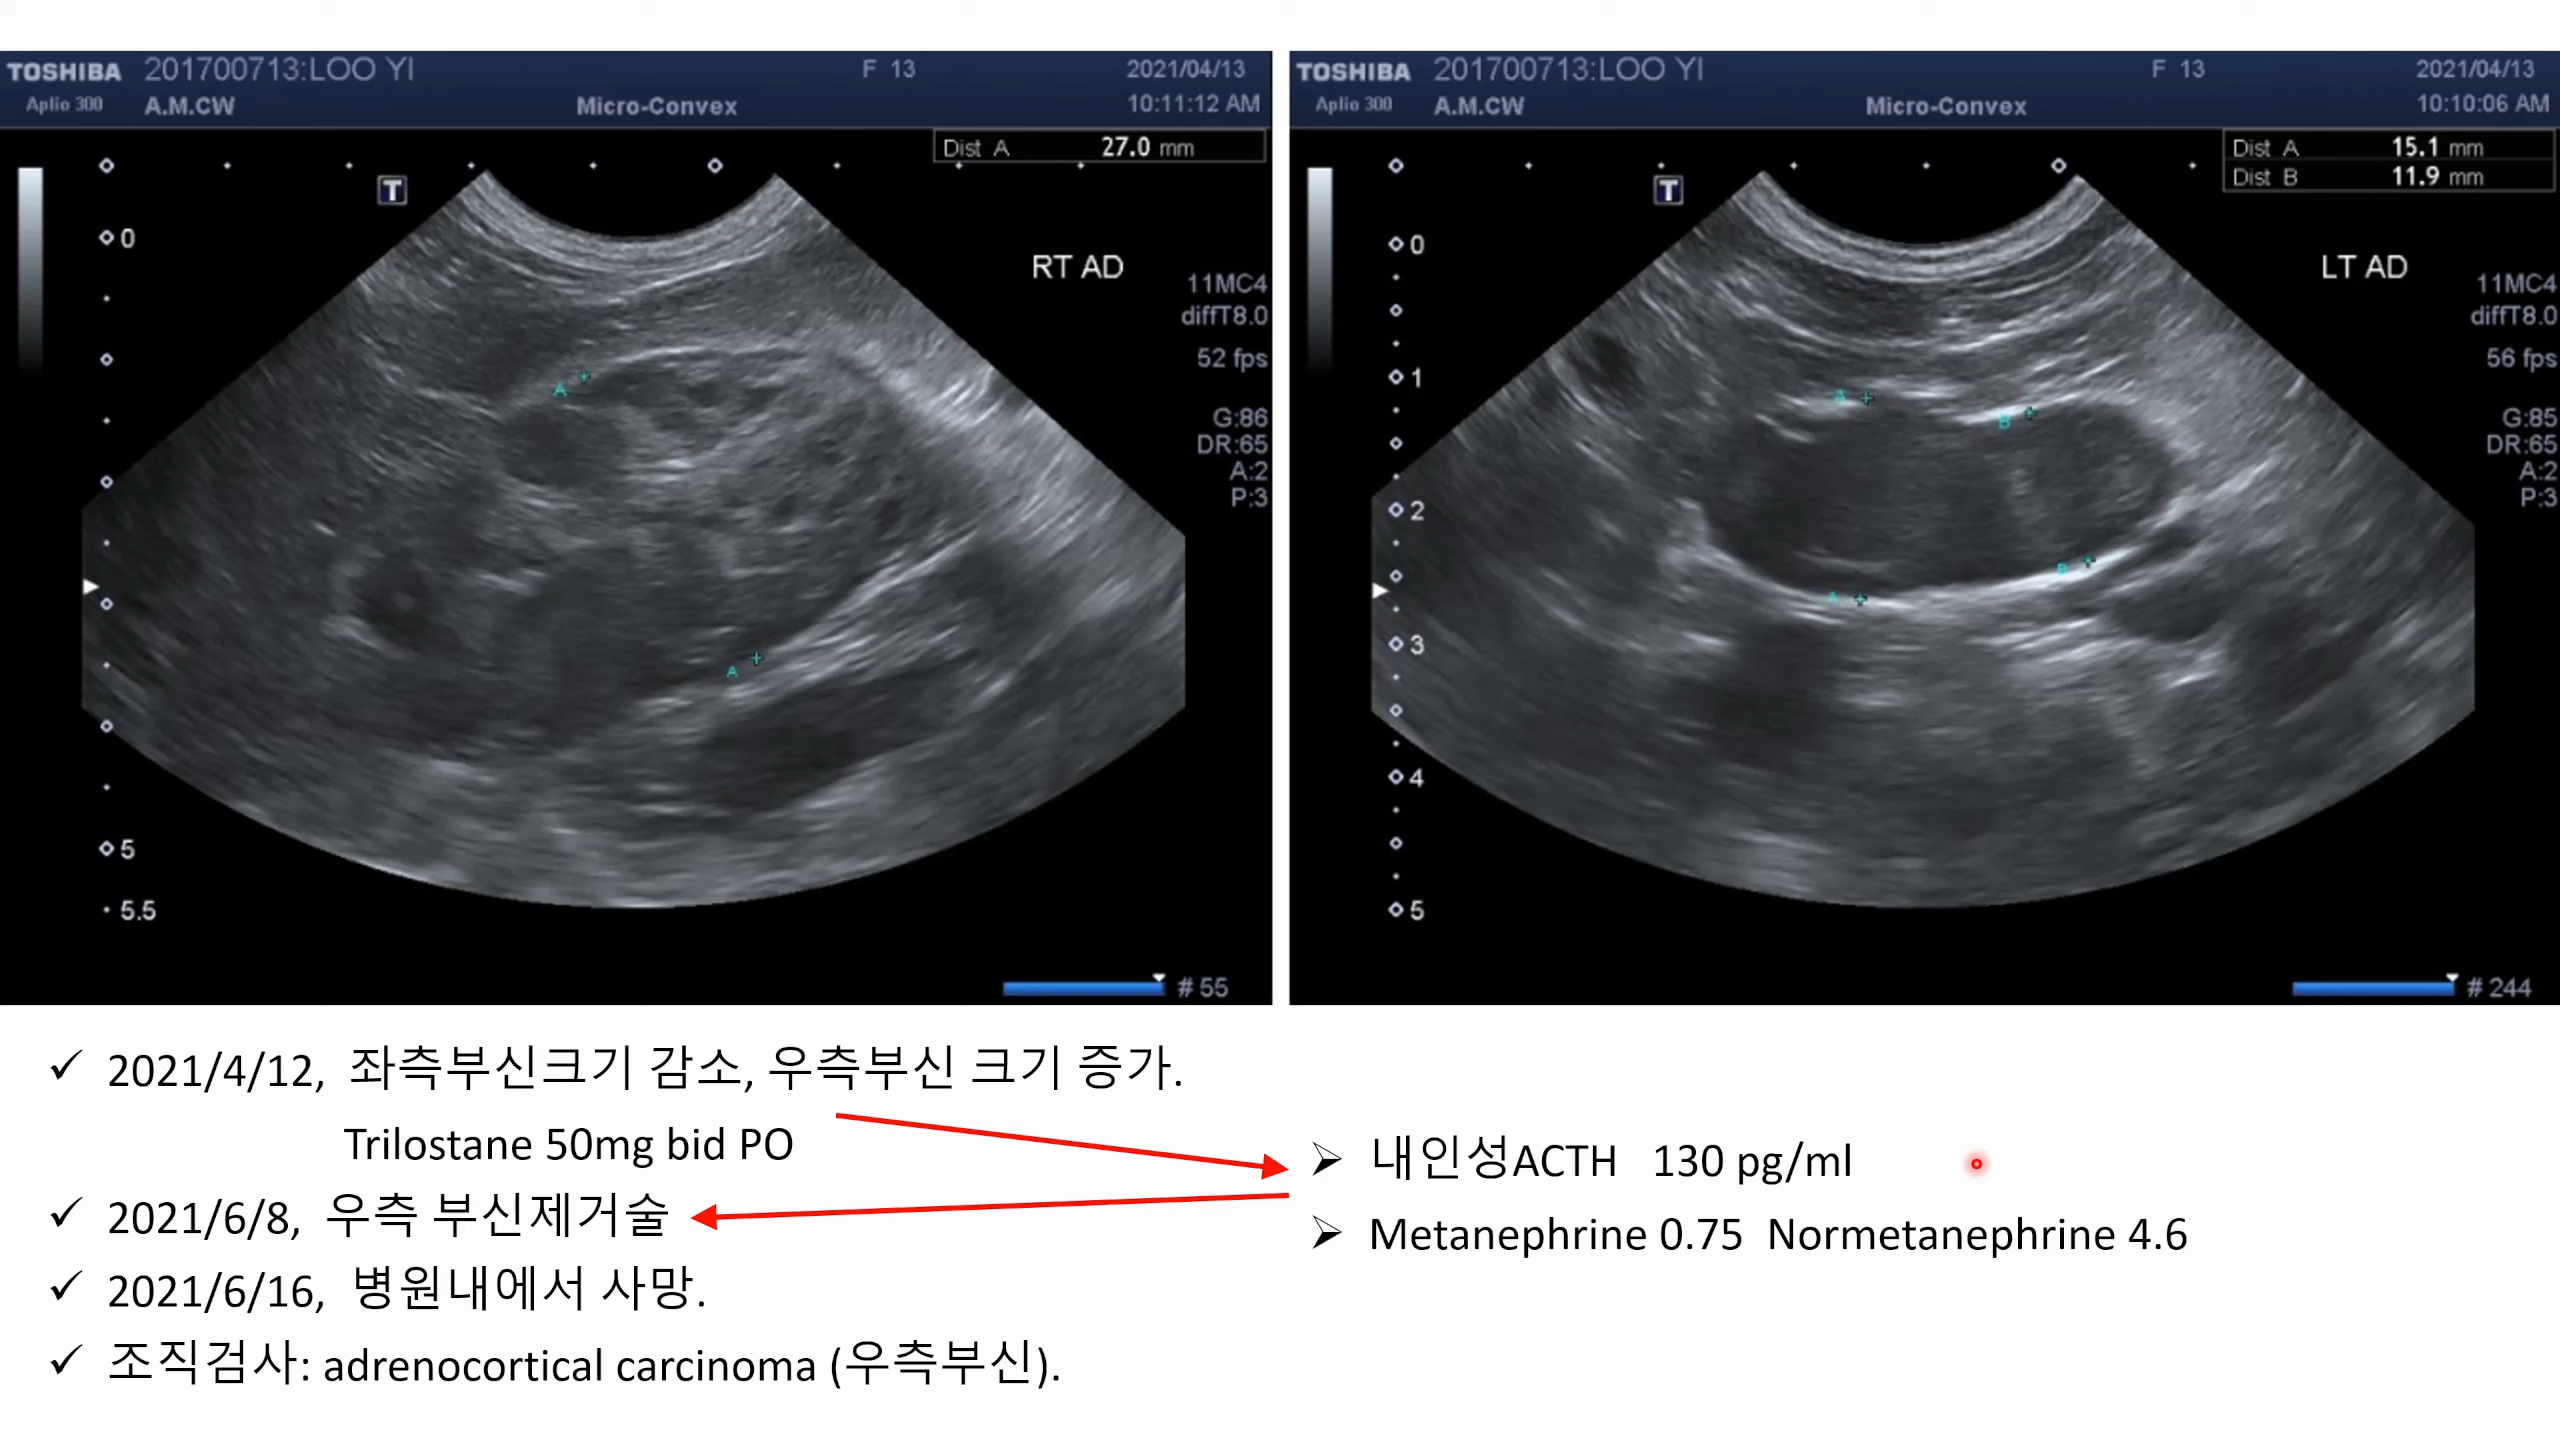 TOSHIBA 201700713:LOO YI F 13 2021/04/13
Aplio 300 A.M.CW Micro-Convex 10:11:12 AM
Dist A 27.0 mm
T
0
RT AD
11MC4
diffT8.0
52 fps
A
G:86
DR:65
A:2
P:3
A
5
5.5
# 55
TOSHIBA 201700713:LOO YI F 13 2021/04/13
Aplio 300 A.M.CW Micro-Convex 10:10:06 AM
Dist A 15.1 mm
Dist B 11.9 mm
T
0
LT AD
11MC4
diffT8.0
56 fps
1
A
B
G:85
DR:65
A:2
P:3
2
B
A
3
4
5
# 244
✓ 2021/4/12, 좌측부신크기 감소, 우측부신 크기 증가.
Trilostane 50mg bid PO
✓ 2021/6/8, 우측 부신제거술
✓ 2021/6/16, 병원내에서 사망.
✓ 조직검사: adrenocortical carcinoma (우측부신).
➢ 내인성ACTH 130 pg/ml
➢ Metanephrine 0.75 Normetanephrine 4.6